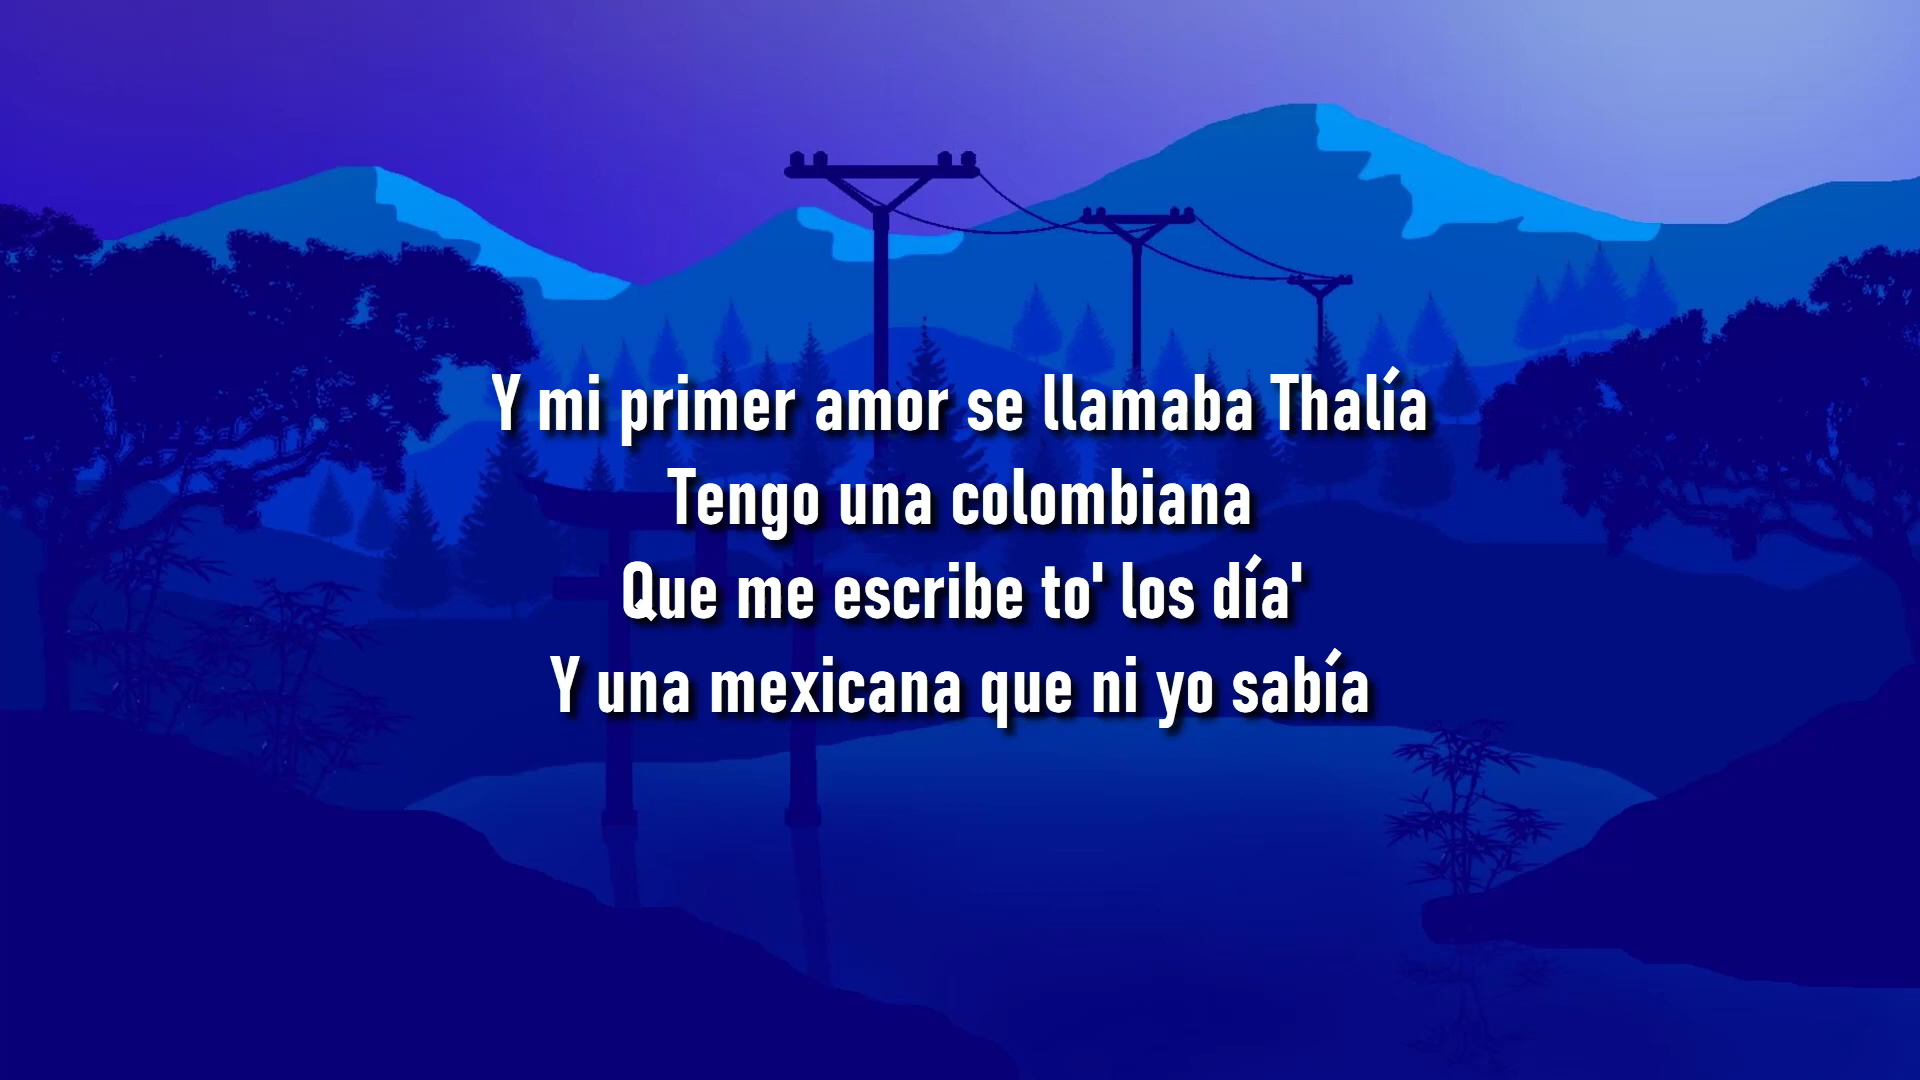 Y mi primer amor se llamaba Thalía
Tengo una colombiana
Que me escribe to' los día'
Y una mexicana que ni yo sabía